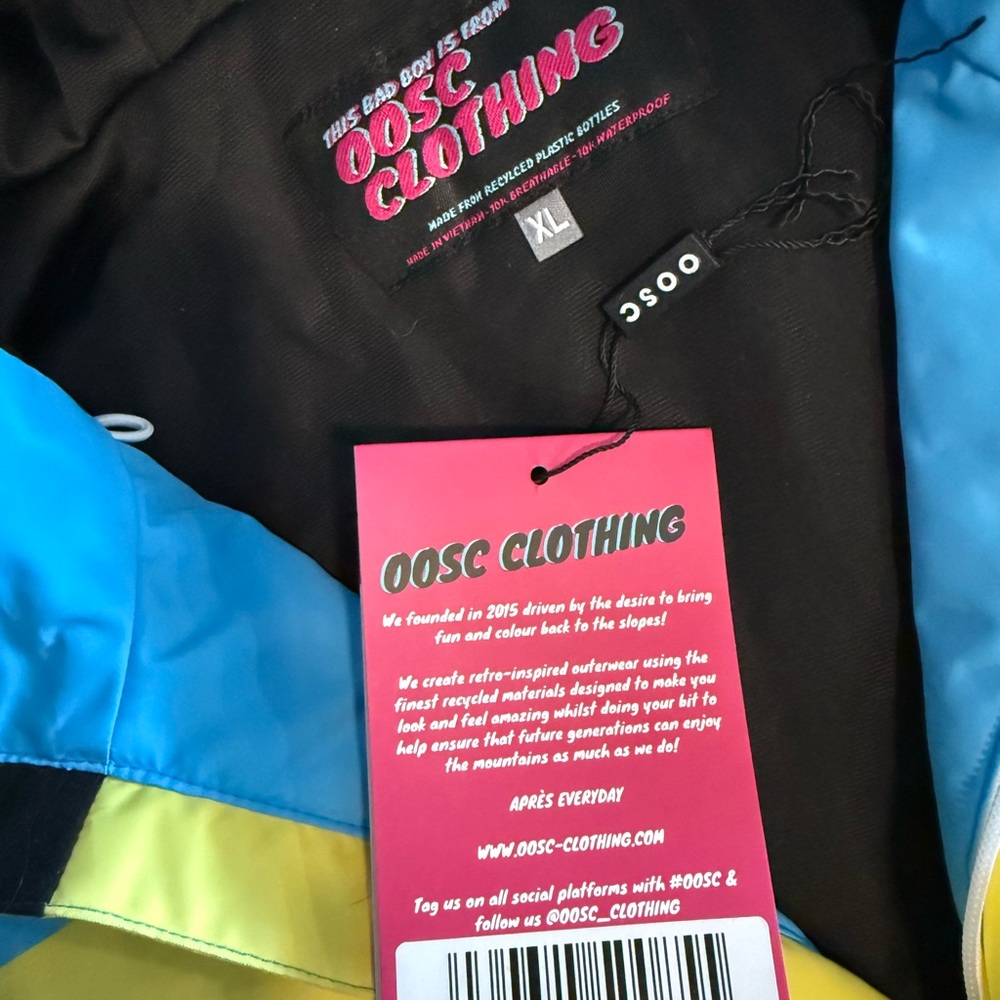 THIS BAD BOY IS FROM
OOSC
CLOTHING
MADE FROM RECYLCED PLASTIC BOTTLES
MADE IN VIETNAM - 10K BREATHABLE - 10K WATERPROOF
XL
OOSC
OOSC CLOTHING
We founded in 2015 driven by the desire to bring
fun and colour back to the slopes!
We create retro-inspired outerwear using the
finest recycled materials designed to make you
look and feel amazing whilst doing your bit to
help ensure that future generations can enjoy
the mountains as much as we do!
APRÈS EVERYDAY
WWW.OOSC-CLOTHING.COM
Tag us on all social platforms with #OOSC &
follow us @OOSC_CLOTHING